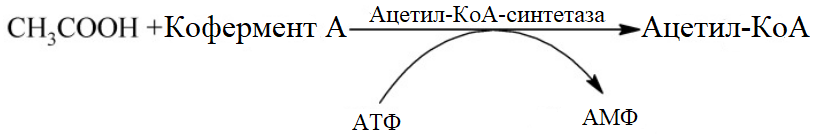 Ацетил-КоА-синтетаза
CH₃COOH +Кофермент А Ацетил-КоА
АТФ АМФ